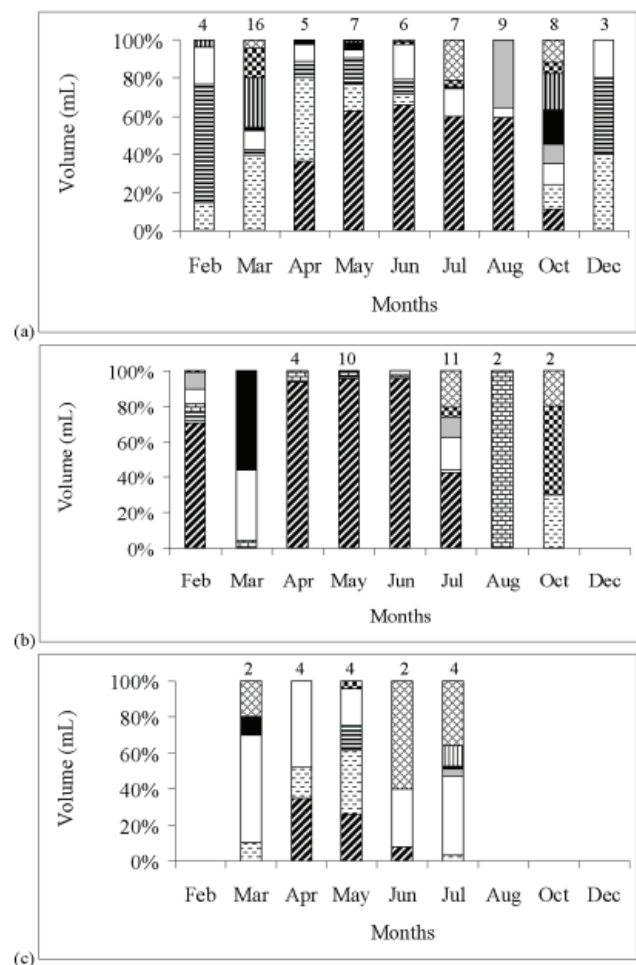 4 16 5 7 6 7 9 8 3
100%
80%
60%
40%
20%
0%
Volume (mL)
Feb Mar Apr May Jun Jul Aug Oct Dec
Months
(a)
4 10 11 2 2
100%
80%
60%
40%
20%
0%
Volume (mL)
Feb Mar Apr May Jun Jul Aug Oct Dec
Months
(b)
2 4 4 2 4
100%
80%
60%
40%
20%
0%
Volume (mL)
Feb Mar Apr May Jun Jul Aug Oct Dec
Months
(c)